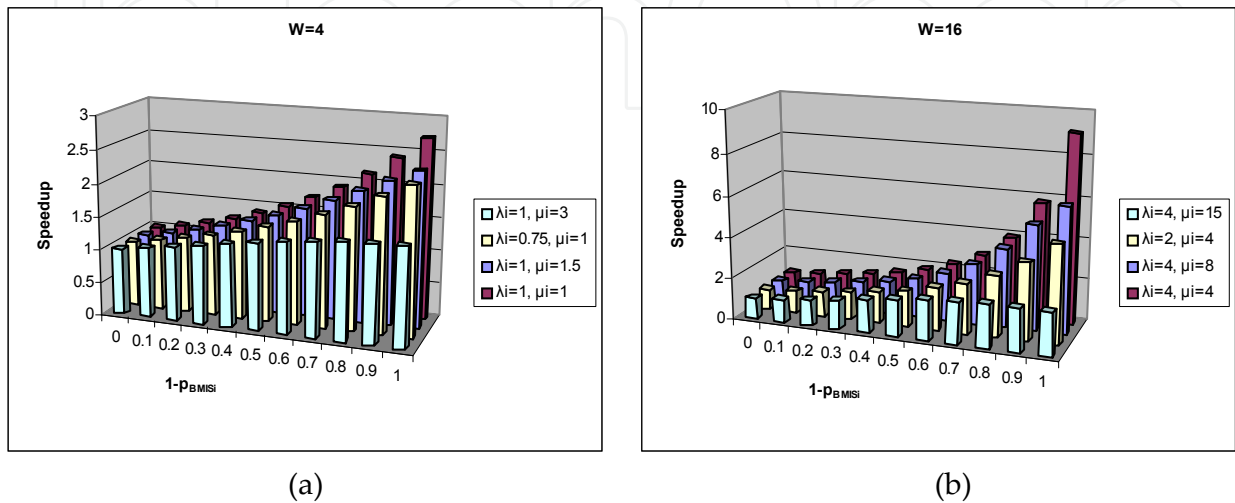 W=4
3
2.5
2
1.5
1
0.5
0
Speedup
0 0.1 0.2 0.3 0.4 0.5 0.6 0.7 0.8 0.9 1
1-pBMISi
λi=1, µi=3
λi=0.75, µi=1
λi=1, µi=1.5
λi=1, µi=1
(a)
W=16
10
8
6
4
2
0
Speedup
0 0.1 0.2 0.3 0.4 0.5 0.6 0.7 0.8 0.9 1
1-pBMISi
λi=4, µi=15
λi=2, µi=4
λi=4, µi=8
λi=4, µi=4
(b)